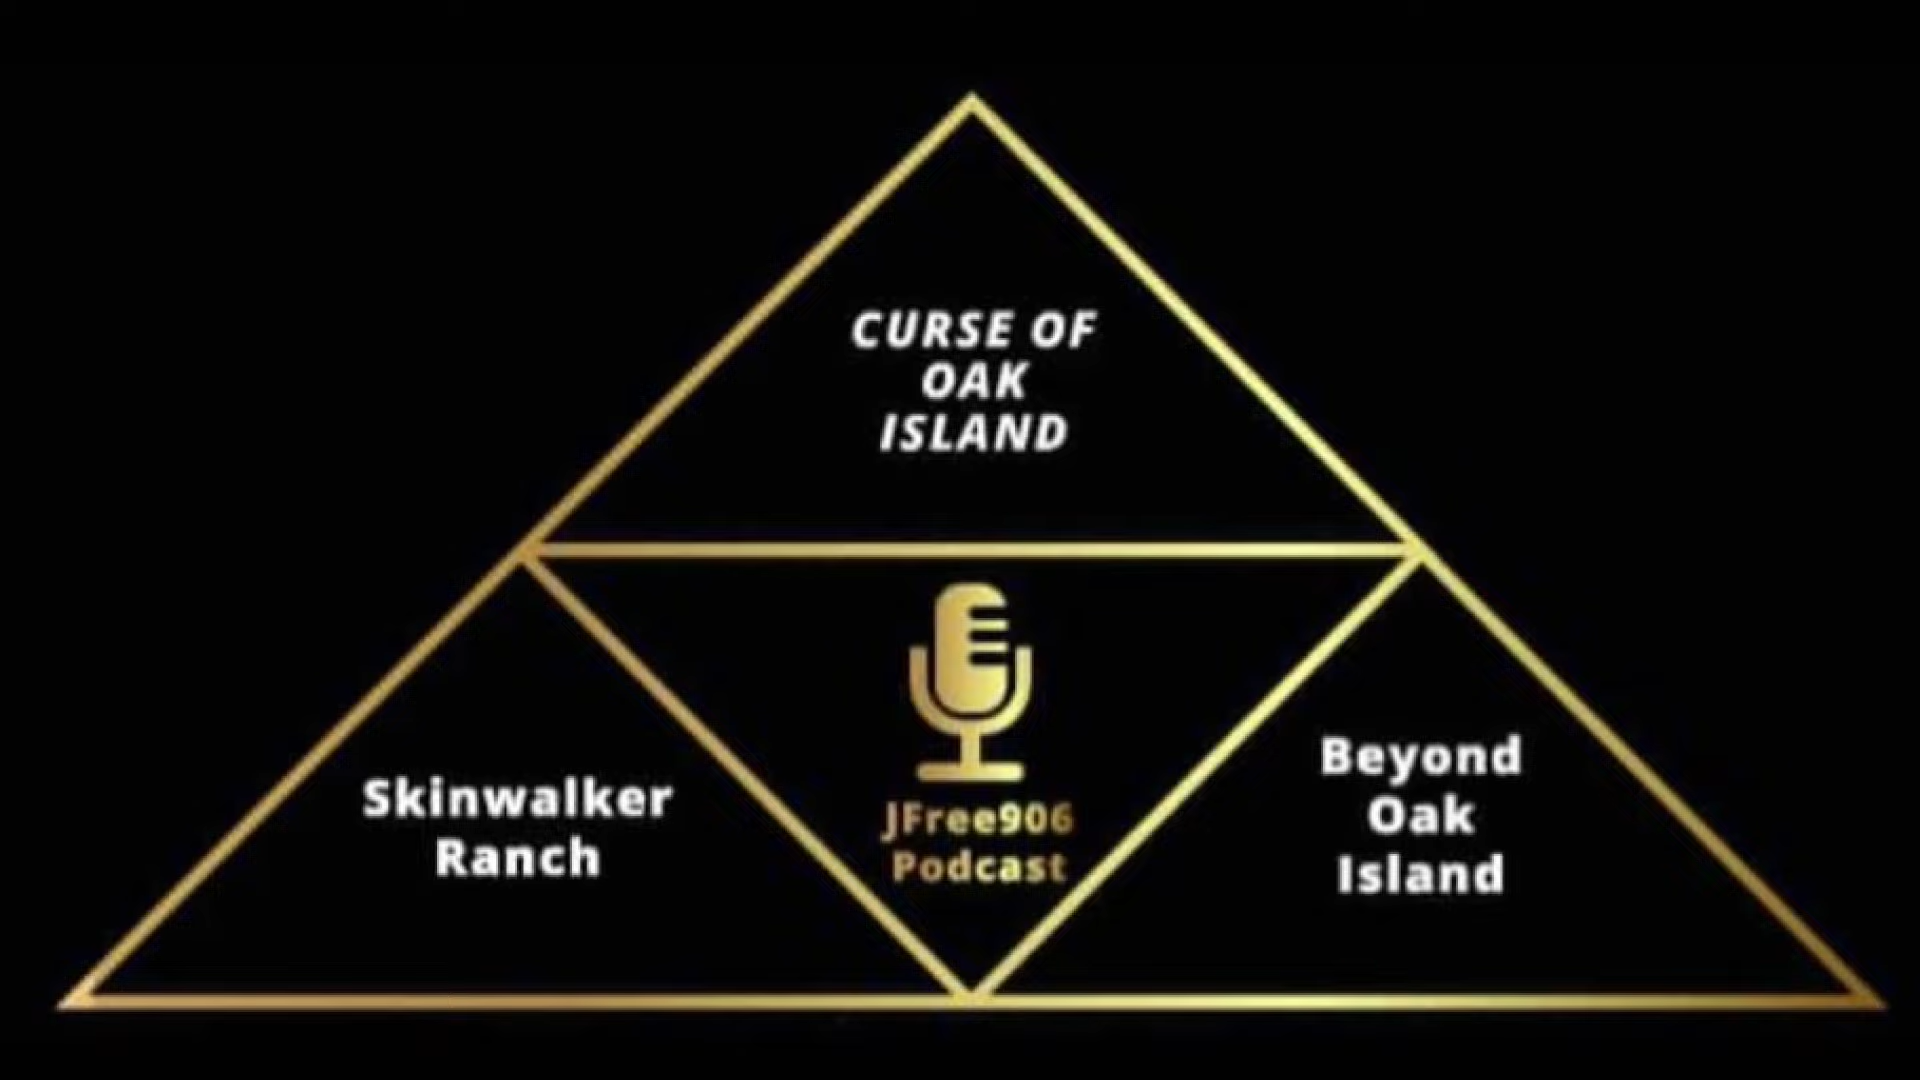 CURSE OF
OAK
ISLAND
Skinwalker
Ranch
JFree906
Podcast
Beyond
Oak
Island